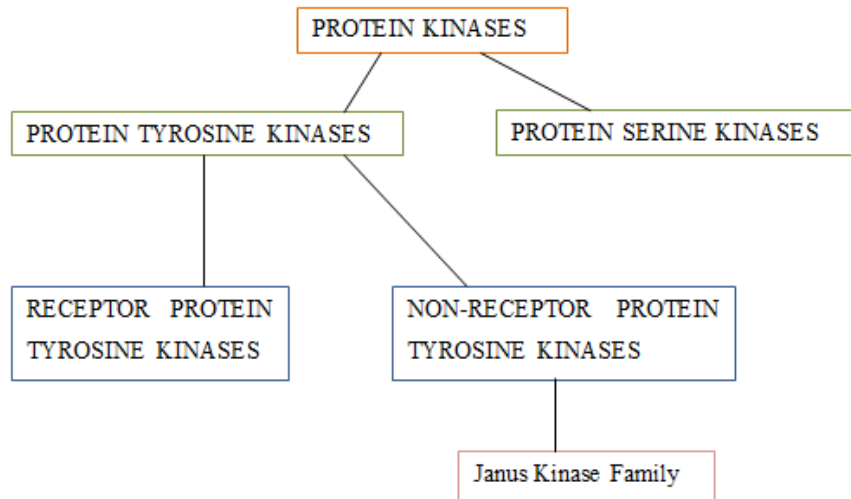 PROTEIN KINASES
PROTEIN TYROSINE KINASES
PROTEIN SERINE KINASES
RECEPTOR PROTEIN
TYROSINE KINASES
NON-RECEPTOR PROTEIN
TYROSINE KINASES
Janus Kinase Family